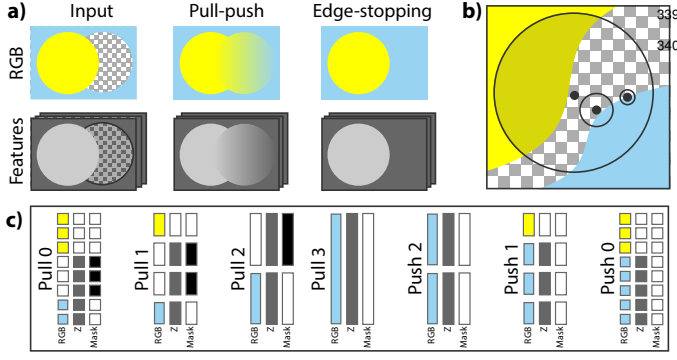 a)
Input
Pull-push
Edge-stopping
b)
339
340
RGB
Features
c)
Pull 0
Pull 1
Pull 2
Pull 3
Push 2
Push 1
Push 0
RGB
Z
Mask
RGB
Z
Mask
RGB
Z
Mask
RGB
Z
Mask
RGB
Z
Mask
RGB
Z
Mask
RGB
Z
Mask